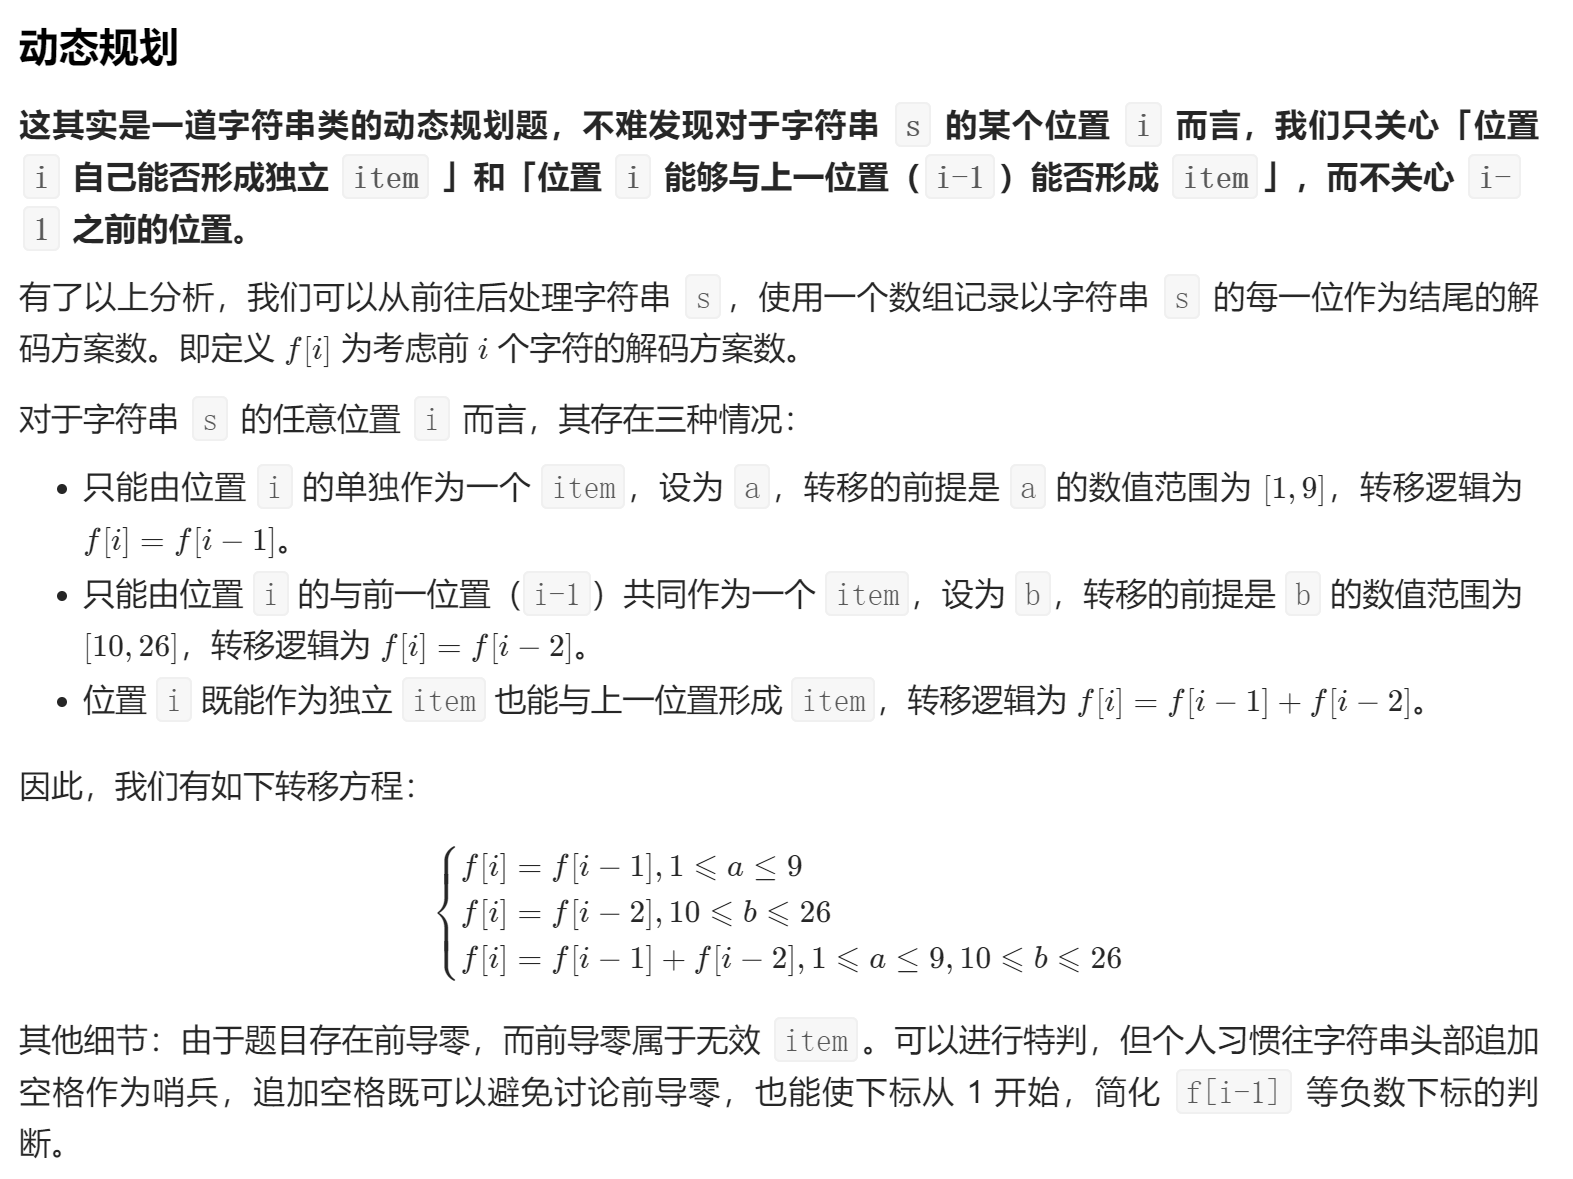 动态规划
这其实是一道字符串类的动态规划题，不难发现对于字符串 s 的某个位置 i 而言，我们只关心「位置
i 自己能否形成独立 item 」和「位置 i 能够与上一位置（i-1）能否形成 item」，而不关心 i-
1 之前的位置。
有了以上分析，我们可以从前往后处理字符串 s，使用一个数组记录以字符串 s 的每一位作为结尾的解
码方案数。即定义 f[i] 为考虑前 i 个字符的解码方案数。
对于字符串 s 的任意位置 i 而言，其存在三种情况：
• 只能由位置 i 的单独作为一个 item，设为 a，转移的前提是 a 的数值范围为 [1, 9]，转移逻辑为
f[i] = f[i − 1]。
• 只能由位置 i 的与前一位置（i-1）共同作为一个 item，设为 b，转移的前提是 b 的数值范围为
[10, 26]，转移逻辑为 f[i] = f[i − 2]。
• 位置 i 既能作为独立 item 也能与上一位置形成 item，转移逻辑为 f[i] = f[i − 1] + f[i − 2]。
因此，我们有如下转移方程：
f[i] = f[i − 1], 1 ⩽ a ≤ 9
f[i] = f[i − 2], 10 ⩽ b ⩽ 26
f[i] = f[i − 1] + f[i − 2], 1 ⩽ a ≤ 9, 10 ⩽ b ⩽ 26
其他细节：由于题目存在前导零，而前导零属于无效 item。可以进行特判，但个人习惯往字符串头部追加
空格作为哨兵，追加空格既可以避免讨论前导零，也能使下标从 1 开始，简化 f[i-1] 等负数下标的判
断。